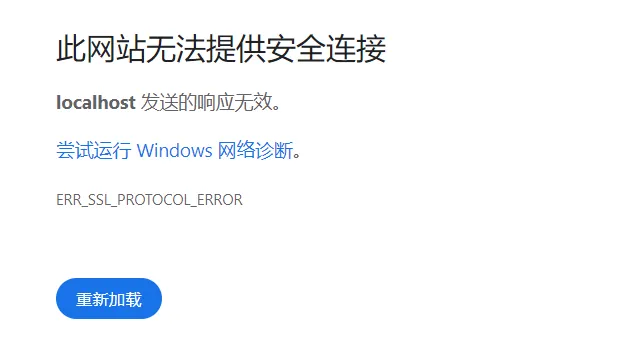 此网站无法提供安全连接
localhost 发送的响应无效。
尝试运行 Windows 网络诊断。
ERR_SSL_PROTOCOL_ERROR
重新加载